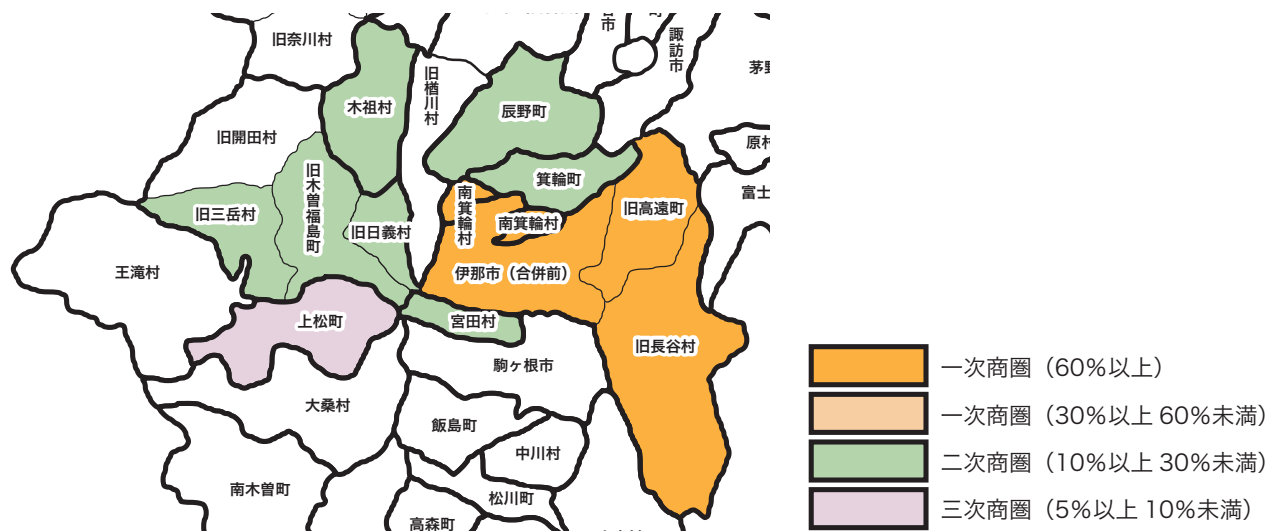 旧奈川村
諏訪市
茅野
木祖村
旧楢川村
辰野町
旧開田村
原村
箕輪町
富士
旧木曽福島町
南箕輪村
旧三岳村
旧日義村
南箕輪村
旧高遠町
王滝村
伊那市（合併前）
上松町
宮田村
旧長谷村
駒ヶ根市
大桑村
飯島町
中川村
南木曽町
松川町
高森町
一次商圏（60％以上）
一次商圏（30％以上 60％未満）
二次商圏（10％以上 30％未満）
三次商圏（5％以上 10％未満）